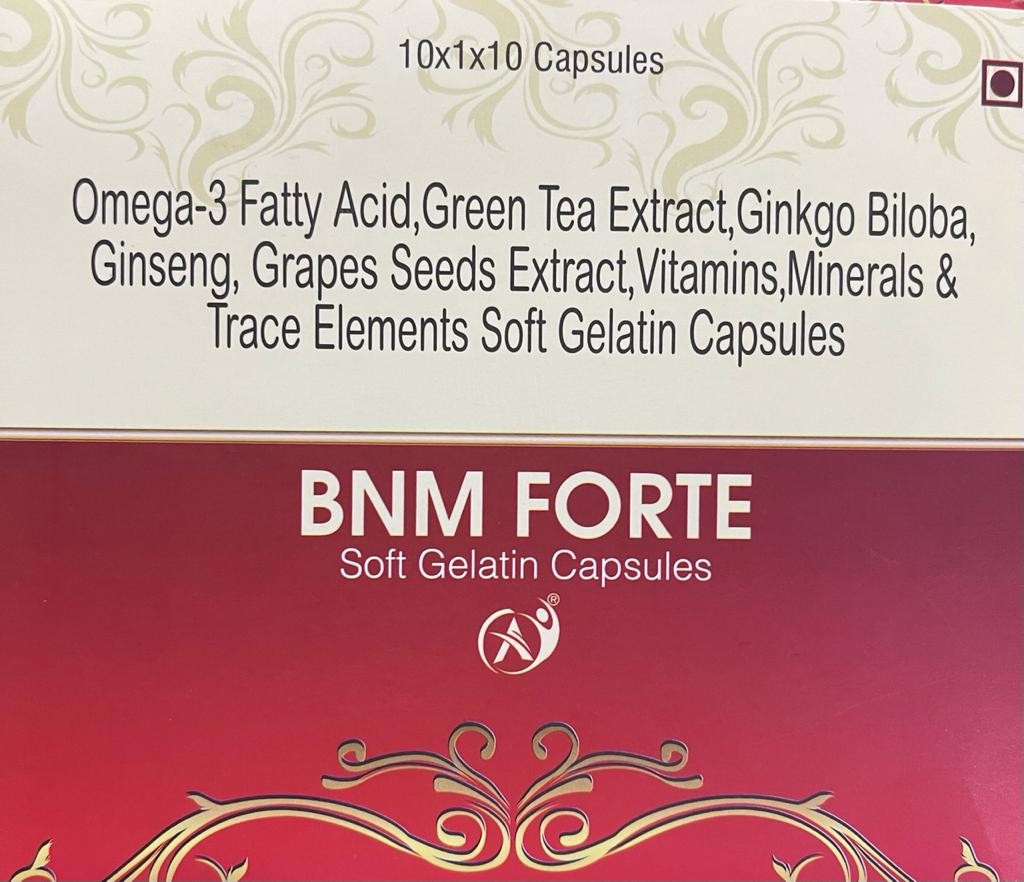 10x1x10 Capsules
Omega-3 Fatty Acid,Green Tea Extract,Ginkgo Biloba,
Ginseng, Grapes Seeds Extract,Vitamins,Minerals &
Trace Elements Soft Gelatin Capsules
BNM FORTE
Soft Gelatin Capsules
A®